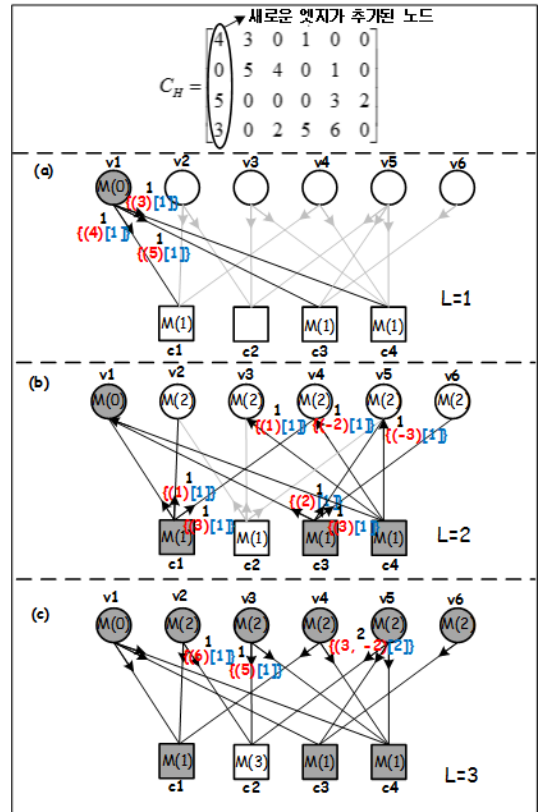 새로운 엣지가 추가된 노드
4 3 0 1 0 0
C_H = 0 5 4 0 1 0
5 0 0 0 3 2
3 0 2 5 6 0
(a)
v1 v2 v3 v4 v5 v6
M(0)
1
{(3)[1]}
1
{(4)[1]}
1
{(5)[1]}
M(1) M(1) M(1)
c1 c2 c3 c4
L=1
(b)
v1 v2 v3 v4 v5 v6
M(0) M(2) M(2) M(2) M(2) M(2)
1
{(1)[1]}
1
{(-2)[1]}
1
{(-3)[1]}
1
{(1)[1]}
1
{(3)[1]}
1
{(2)[1]}
1
{(3)[1]}
M(1) M(1) M(1) M(1)
c1 c2 c3 c4
L=2
(c)
v1 v2 v3 v4 v5 v6
M(0) M(2) M(2) M(2) M(2) M(2)
1
{(6)[1]}
1
{(5)[1]}
2
{(3, -2)[2]}
M(1) M(3) M(1) M(1)
c1 c2 c3 c4
L=3